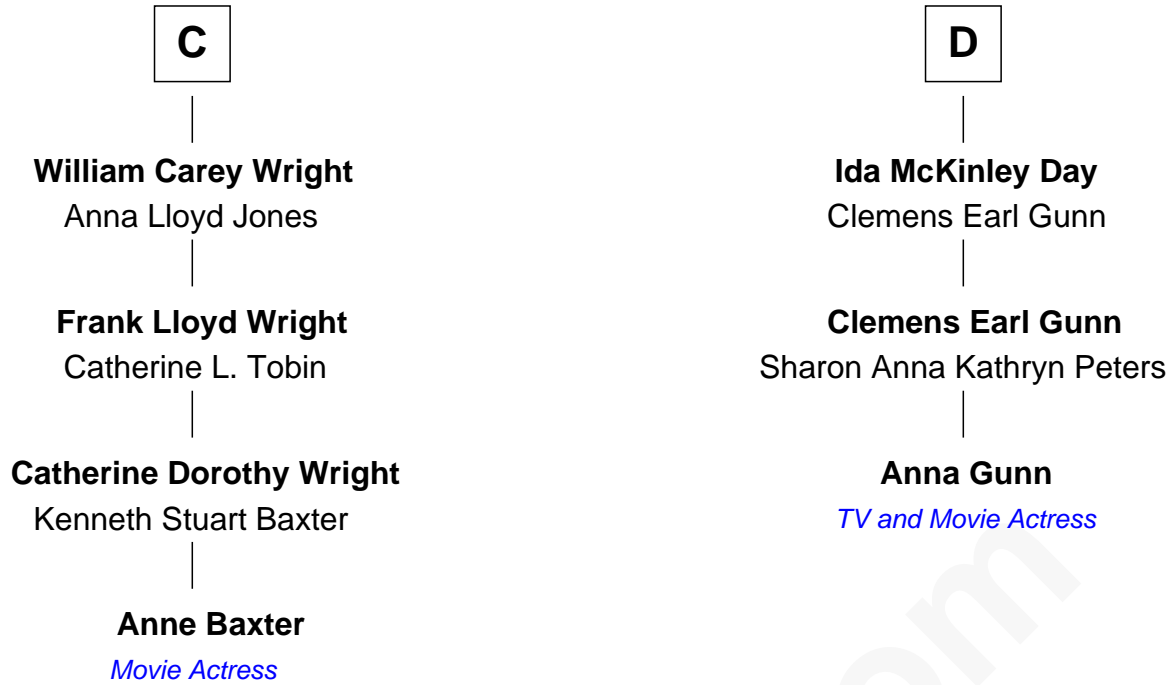 C
William Carey Wright
Anna Lloyd Jones
Frank Lloyd Wright
Catherine L. Tobin
Catherine Dorothy Wright
Kenneth Stuart Baxter
Anne Baxter
Movie Actress
D
Ida McKinley Day
Clemens Earl Gunn
Clemens Earl Gunn
Sharon Anna Kathryn Peters
Anna Gunn
TV and Movie Actress
om